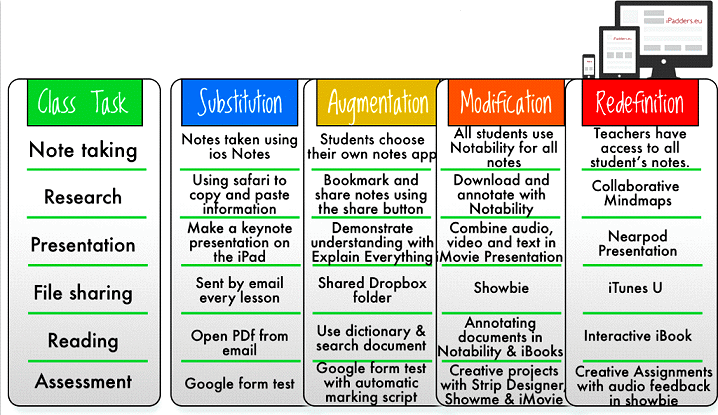 iPadders.eu
Class Task
Substitution
Augmentation
Modification
Redefinition
Note taking
Notes taken using
ios Notes
Students choose
their own notes app
All students use
Notability for all
notes
Teachers have
access to all
student's notes.
Research
Using safari to
copy and paste
information
Bookmark and
share notes using
the share button
Download and
annotate with
Notability
Collaborative
Mindmaps
Presentation
Make a keynote
presentation on
the iPad
Demonstrate
understanding with
Explain Everything
Combine audio,
video and text in
iMovie Presentation
Nearpod
Presentation
File sharing
Sent by email
every lesson
Shared Dropbox
folder
Showbie
iTunes U
Reading
Open PDf from
email
Use dictionary &
search document
Annotating
documents in
Notability & iBooks
Interactive iBook
Assessment
Google form test
Google form test
with automatic
marking script
Creative projects
with Strip Designer,
Showme & iMovie
Creative Assignments
with audio feedback
in showbie